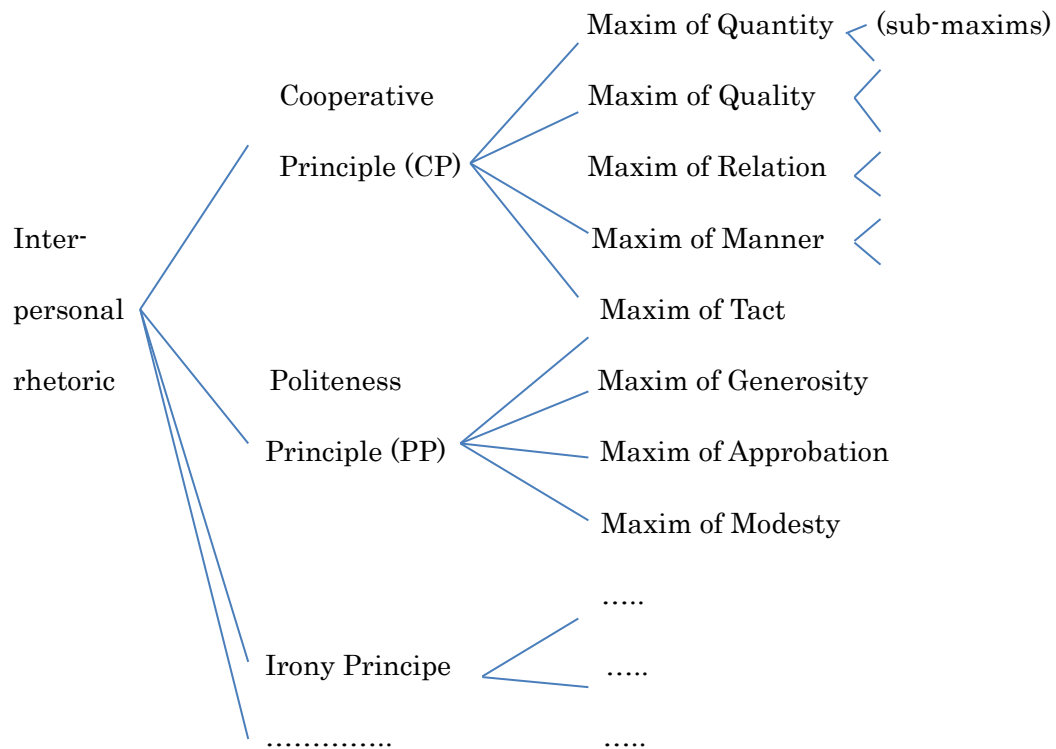 Maxim of Quantity (sub-maxims)
Cooperative Maxim of Quality
Principle (CP) Maxim of Relation
Inter- Maxim of Manner
personal Maxim of Tact
rhetoric Politeness Maxim of Generosity
Principle (PP) Maxim of Approbation
Maxim of Modesty
…..
Irony Principe …..
………….. …..